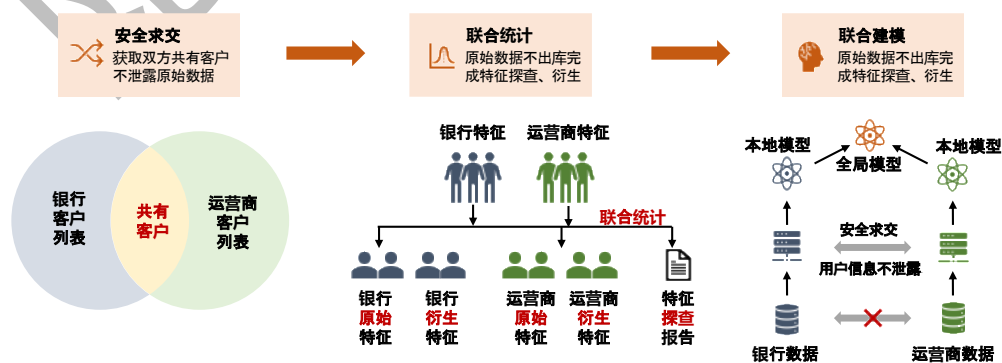 安全求交
获取双方共有客户
不泄露原始数据
联合统计
原始数据不出库完
成特征探查、衍生
联合建模
原始数据不出库完
成特征探查、衍生
银行
客户
列表
共有
客户
运营商
客户
列表
银行特征
运营商特征
联合统计
银行
原始
特征
银行
衍生
特征
运营商
原始
特征
运营商
衍生
特征
特征
探查
报告
本地模型
全局模型
本地模型
安全求交
用户信息不泄露
银行数据
运营商数据